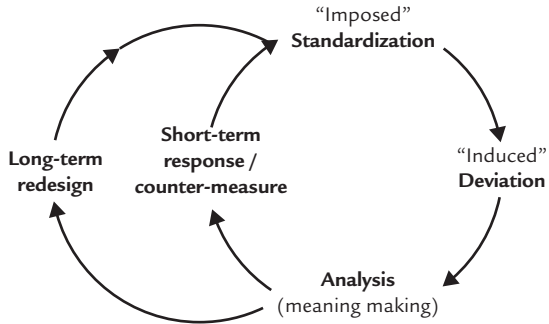 “Imposed”
Standardization
“Induced”
Deviation
Analysis
(meaning making)
Short-term
response /
counter-measure
Long-term
redesign